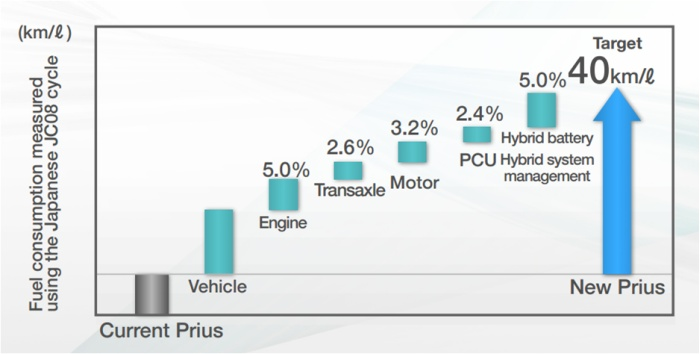 (km/ℓ)
Fuel consumption measured
using the Japanese JC08 cycle
Current Prius
Vehicle
5.0%
Engine
2.6%
Transaxle
3.2%
Motor
2.4%
PCU
5.0%
Hybrid battery
Hybrid system
management
Target
40km/ℓ
New Prius